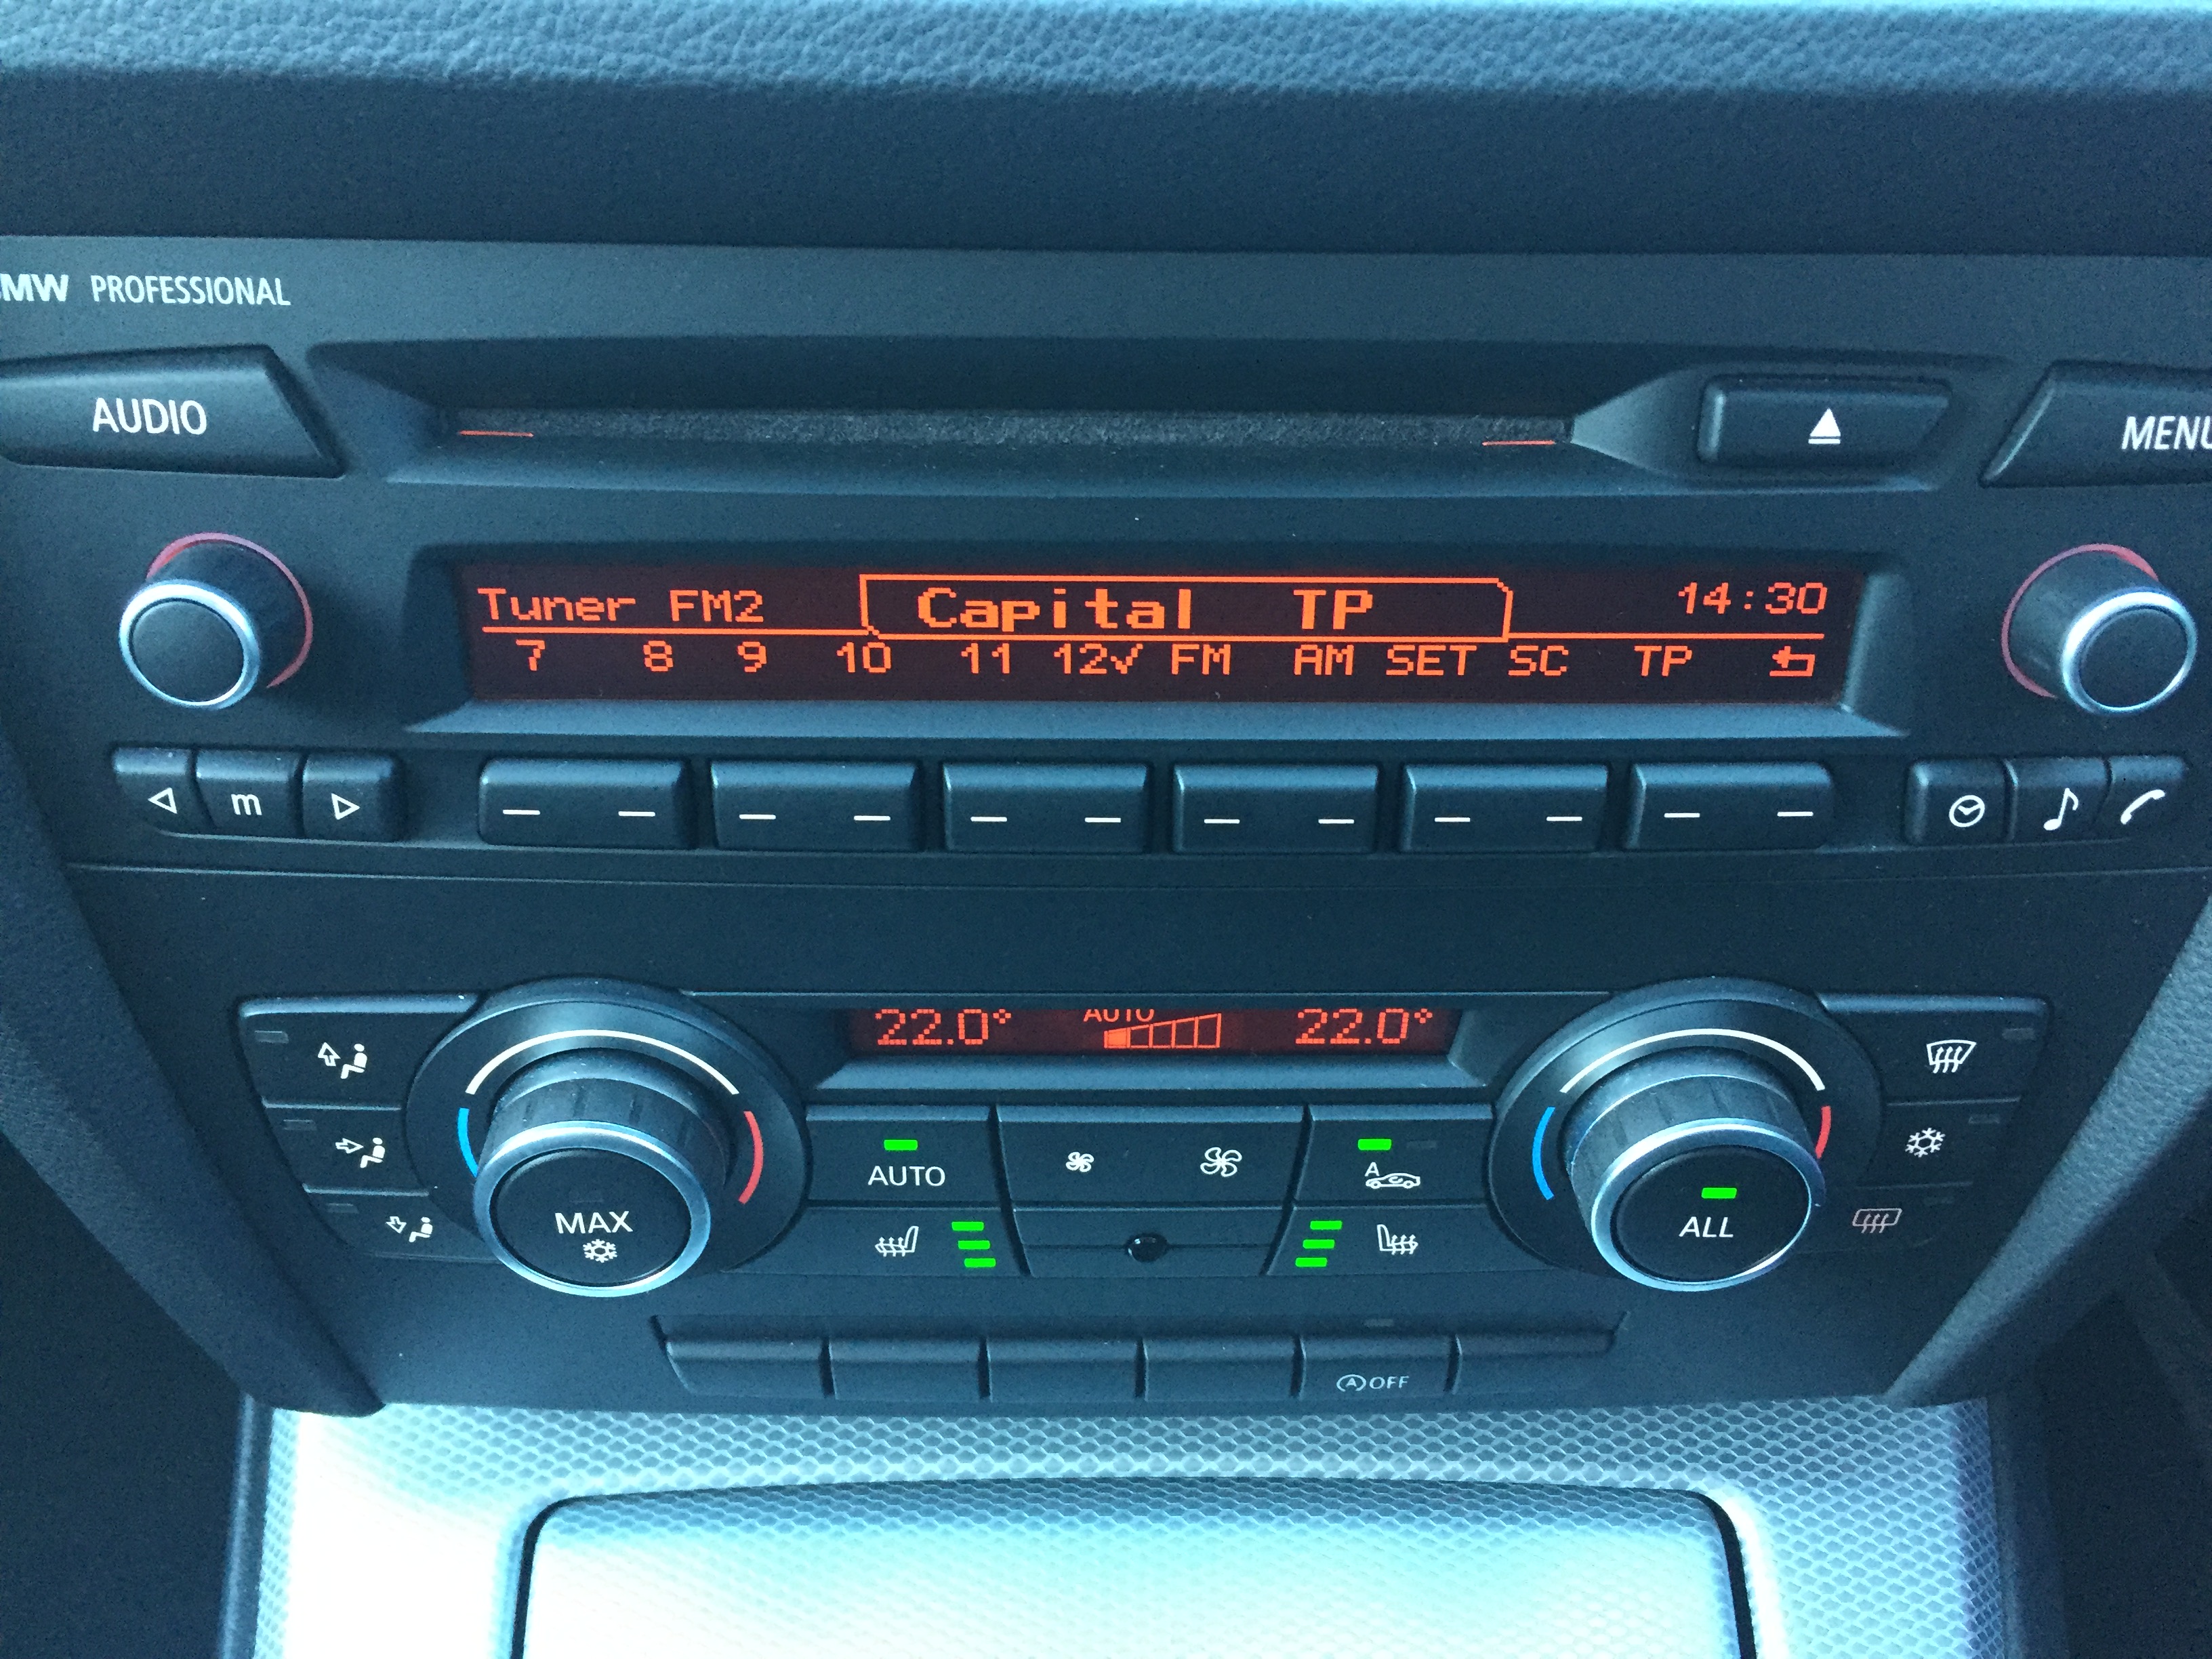 MW PROFESSIONAL
AUDIO
MENU
Tuner FM2 Capital TP 14:30
7 8 9 10 11 12✓ FM AM SET SC TP
m
22.0° AUTO 22.0°
AUTO
A
MAX
ALL
A OFF